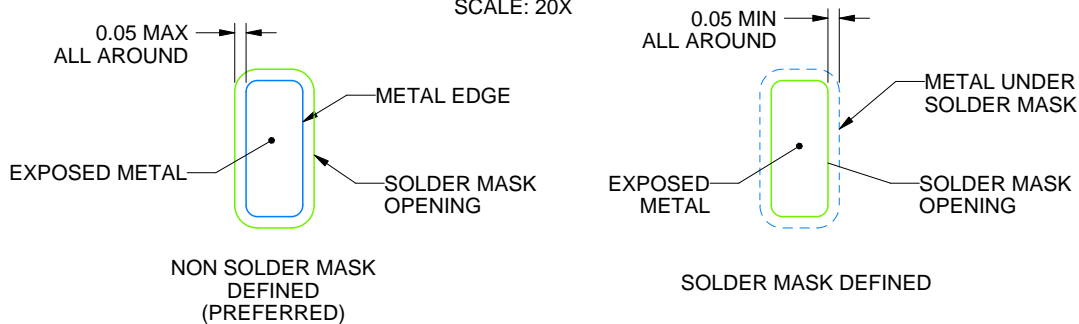 SCALE: 20X
0.05 MAX
ALL AROUND
METAL EDGE
EXPOSED METAL
SOLDER MASK
OPENING
NON SOLDER MASK
DEFINED
(PREFERRED)
0.05 MIN
ALL AROUND
METAL UNDER
SOLDER MASK
EXPOSED
METAL
SOLDER MASK
OPENING
SOLDER MASK DEFINED